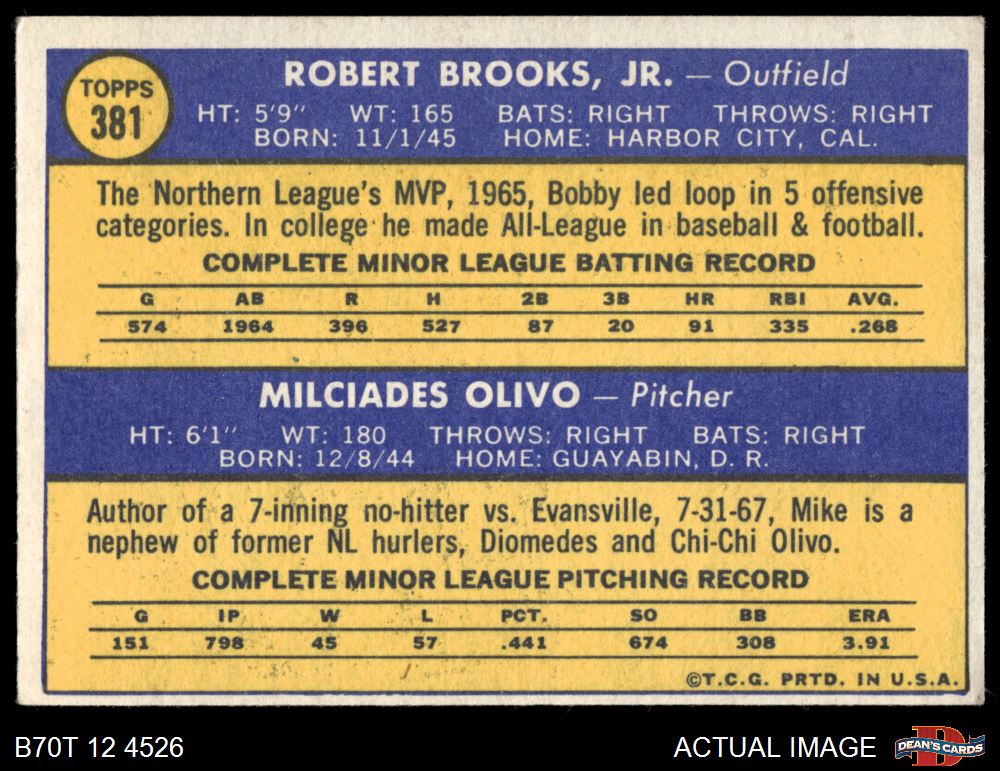 TOPPS
381
ROBERT BROOKS, JR. — Outfield
HT: 5'9" WT: 165 BATS: RIGHT THROWS: RIGHT
BORN: 11/1/45 HOME: HARBOR CITY, CAL.
The Northern League's MVP, 1965, Bobby led loop in 5 offensive
categories. In college he made All-League in baseball & football.
COMPLETE MINOR LEAGUE BATTING RECORD
G AB R H 2B 3B HR RBI AVG.
574 1964 396 527 87 20 91 335 .268
MILCIADES OLIVO — Pitcher
HT: 6'1" WT: 180 THROWS: RIGHT BATS: RIGHT
BORN: 12/8/44 HOME: GUAYABIN, D. R.
Author of a 7-inning no-hitter vs. Evansville, 7-31-67, Mike is a
nephew of former NL hurlers, Diomedes and Chi-Chi Olivo.
COMPLETE MINOR LEAGUE PITCHING RECORD
G IP W L PCT. SO BB ERA
151 798 45 57 .441 674 308 3.91
©T.C.G. PRTD. IN U.S.A.
B70T 12 4526 ACTUAL IMAGE DEAN'S CARDS